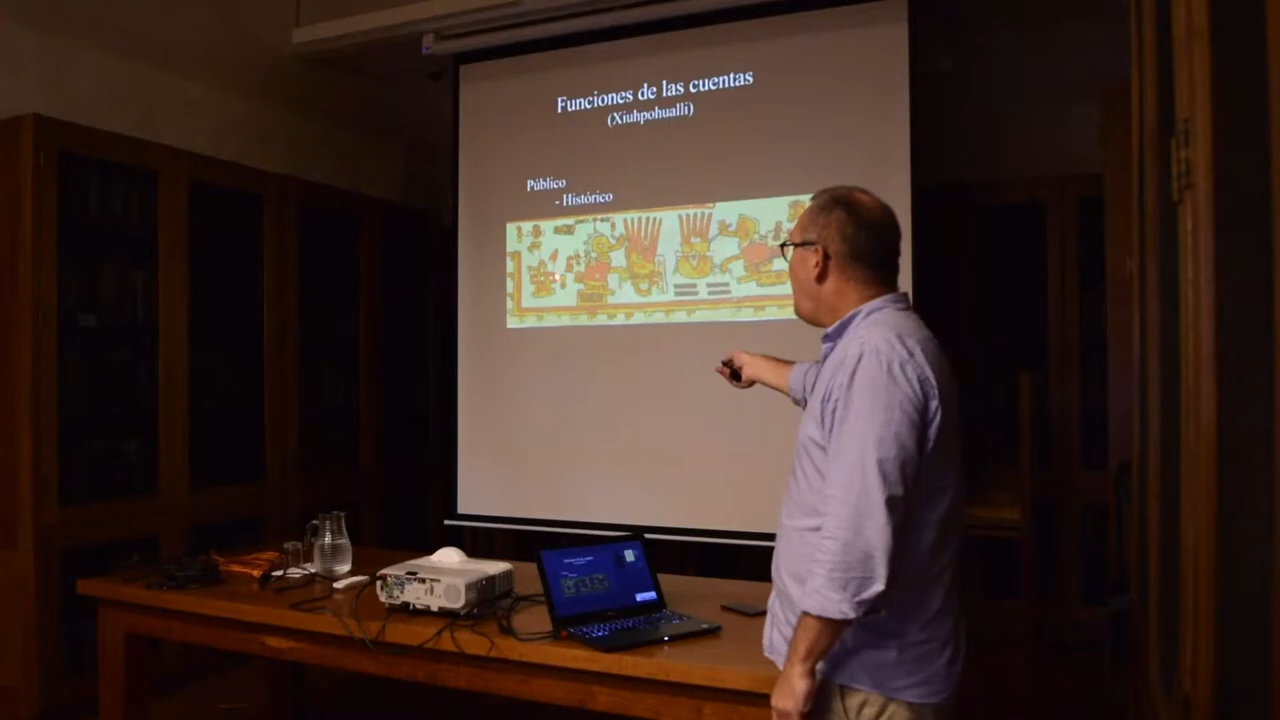 Funciones de las cuentas
(Xiuhpohualli)
Público
- Histórico